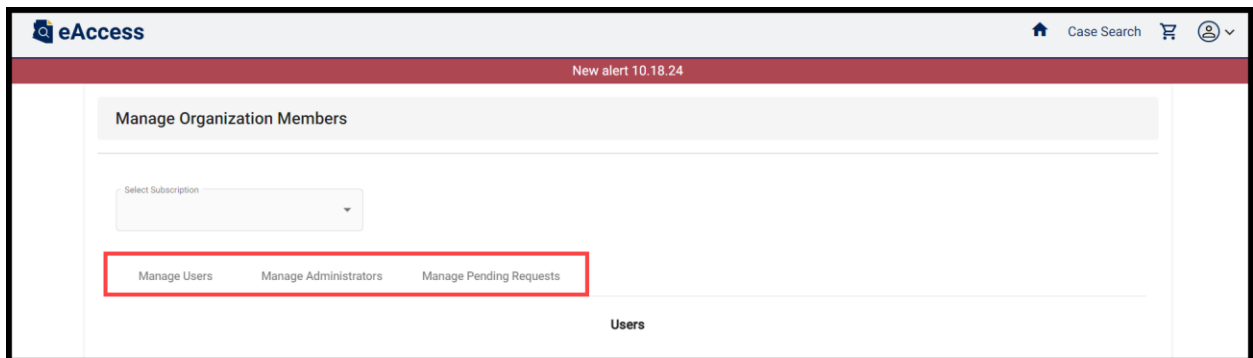 eAccess Case Search
New alert 10.18.24
Manage Organization Members
Select Subscription
Manage Users Manage Administrators Manage Pending Requests
Users